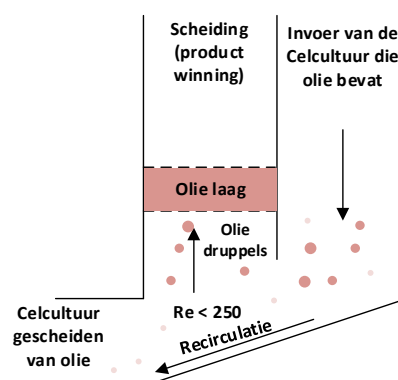 Scheiding
(product
winning)
Invoer van de
Celcultuur die
olie bevat
Olie laag
Olie
druppels
Re < 250
Recirculatie
Celcultuur
gescheiden
van olie